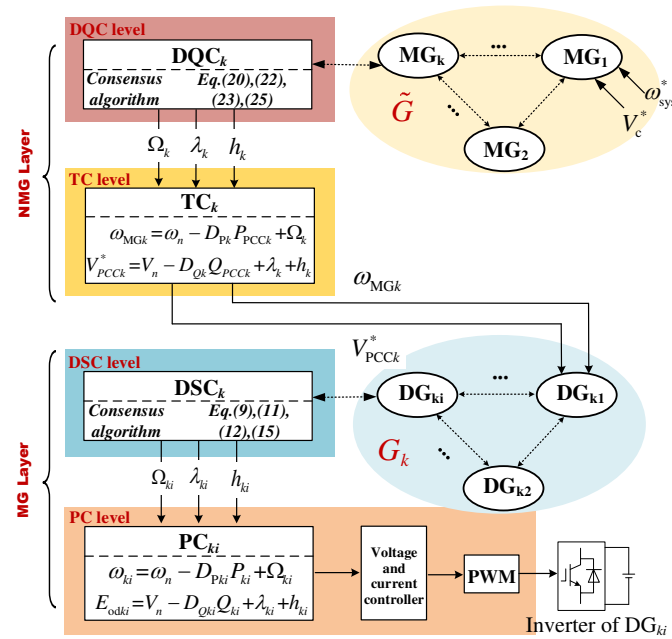 DQC level
DQC_k
Consensus algorithm
Eq.(20),(22),
(23),(25)
Ω_k
λ_k
h_k
MG_k
...
MG_1
...
MG_2
G̃
ω*_sys
V_c^*
NMG Layer
TC level
TC_k
ω_MGk=ω_n − D_Pk P_PCCk+Ω_k
V*_PCCk=V_n − D_Qk Q_PCCk+λ_k+h_k
ω_MGk
V*_PCCk
MG Layer
DSC level
DSC_k
Consensus algorithm
Eq.(9),(11),
(12),(15)
Ω_ki
λ_ki
h_ki
DG_ki
...
DG_k1
...
DG_k2
G_k
PC level
PC_ki
ω_ki=ω_n − D_Pki P_ki+Ω_ki
E_odki=V_n − D_Qki Q_ki+λ_ki+h_ki
Voltage
and
current
controller
PWM
Inverter of DG_ki